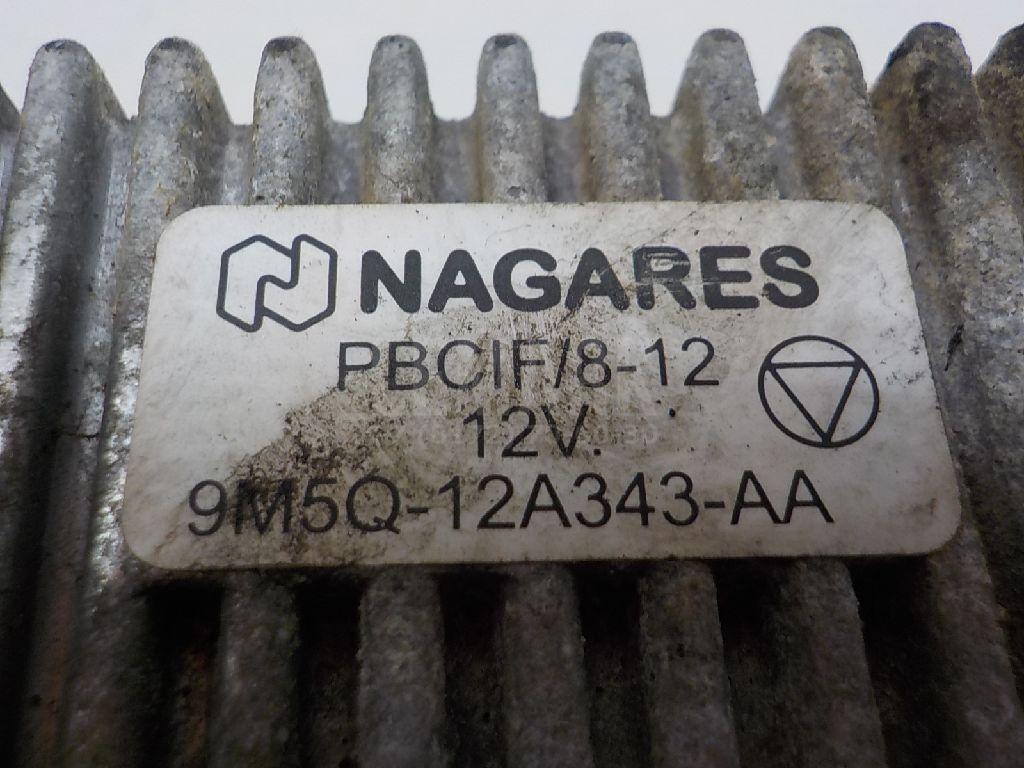 NAGARES
PBCIF/8-12
12V.
9M5Q-12A343-AA